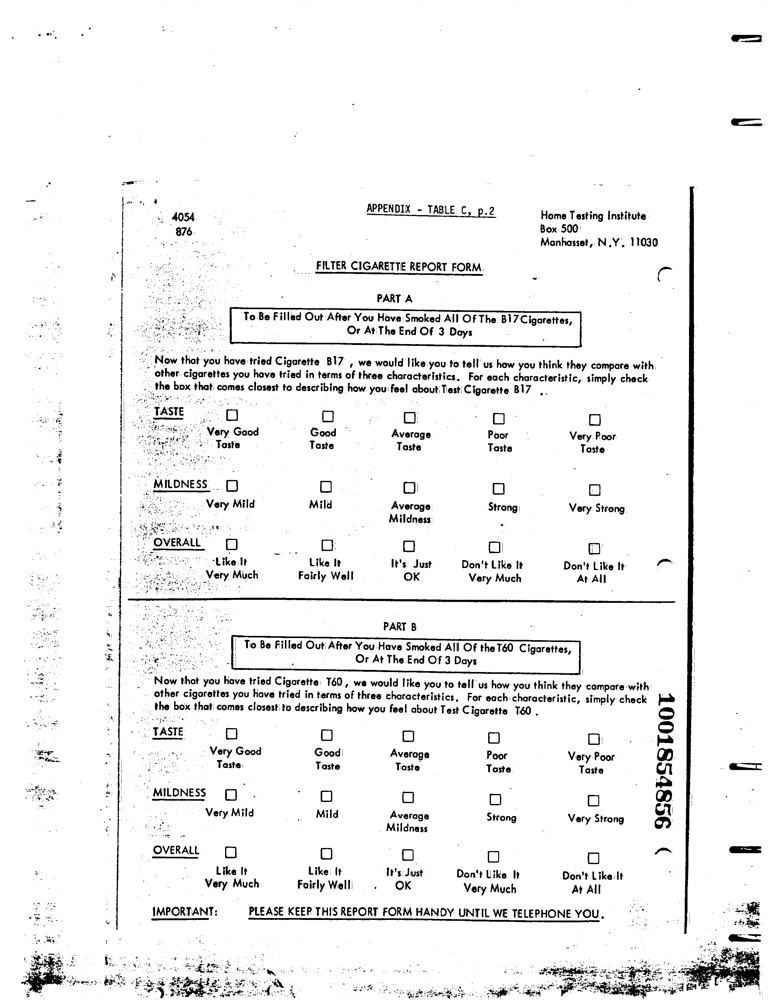 APPENDIX - TABLE C, p.2
4054
876
Home Testing Institute
Box 500
Manhasset, N.Y. 11030
FILTER CIGARETTE REPORT FORM
PART A
To Be Filled Out After You Have Smoked All Of The B17 Cigarettes,
Or At The End Of 3 Days
Now that you have tried Cigarette B17 , we would like you to tell us how you think they compare with
other cigarettes you have tried in terms of three characteristics. For each characteristic, simply check
the box that comes closest to describing how you feel about Test Cigarette B17 .
TASTE
Very Good Good Average Poor Very Poor
Taste Taste Taste Taste Taste
MILDNESS
Very Mild Mild Average Strong Very Strong
Mildness
OVERALL
Like It Like It It's Just Don't Like It Don't Like It
Very Much Fairly Well OK Very Much At All
PART B
To Be Filled Out After You Have Smoked All Of the T60 Cigarettes,
Or At The End Of 3 Days
Now that you have tried Cigarette T60 , we would like you to tell us how you think they compare with
other cigarettes you have tried in terms of three characteristics. For each characteristic, simply check
the box that comes closest to describing how you feel about Test Cigarette T60 .
TASTE
Very Good Good Average Poor Very Poor
Taste Taste Taste Taste Taste
MILDNESS
Very Mild Mild Average Strong Very Strong
Mildness
OVERALL
Like It Like It It's Just Don't Like It Don't Like It
Very Much Fairly Well OK Very Much At All
IMPORTANT: PLEASE KEEP THIS REPORT FORM HANDY UNTIL WE TELEPHONE YOU.
1001854856